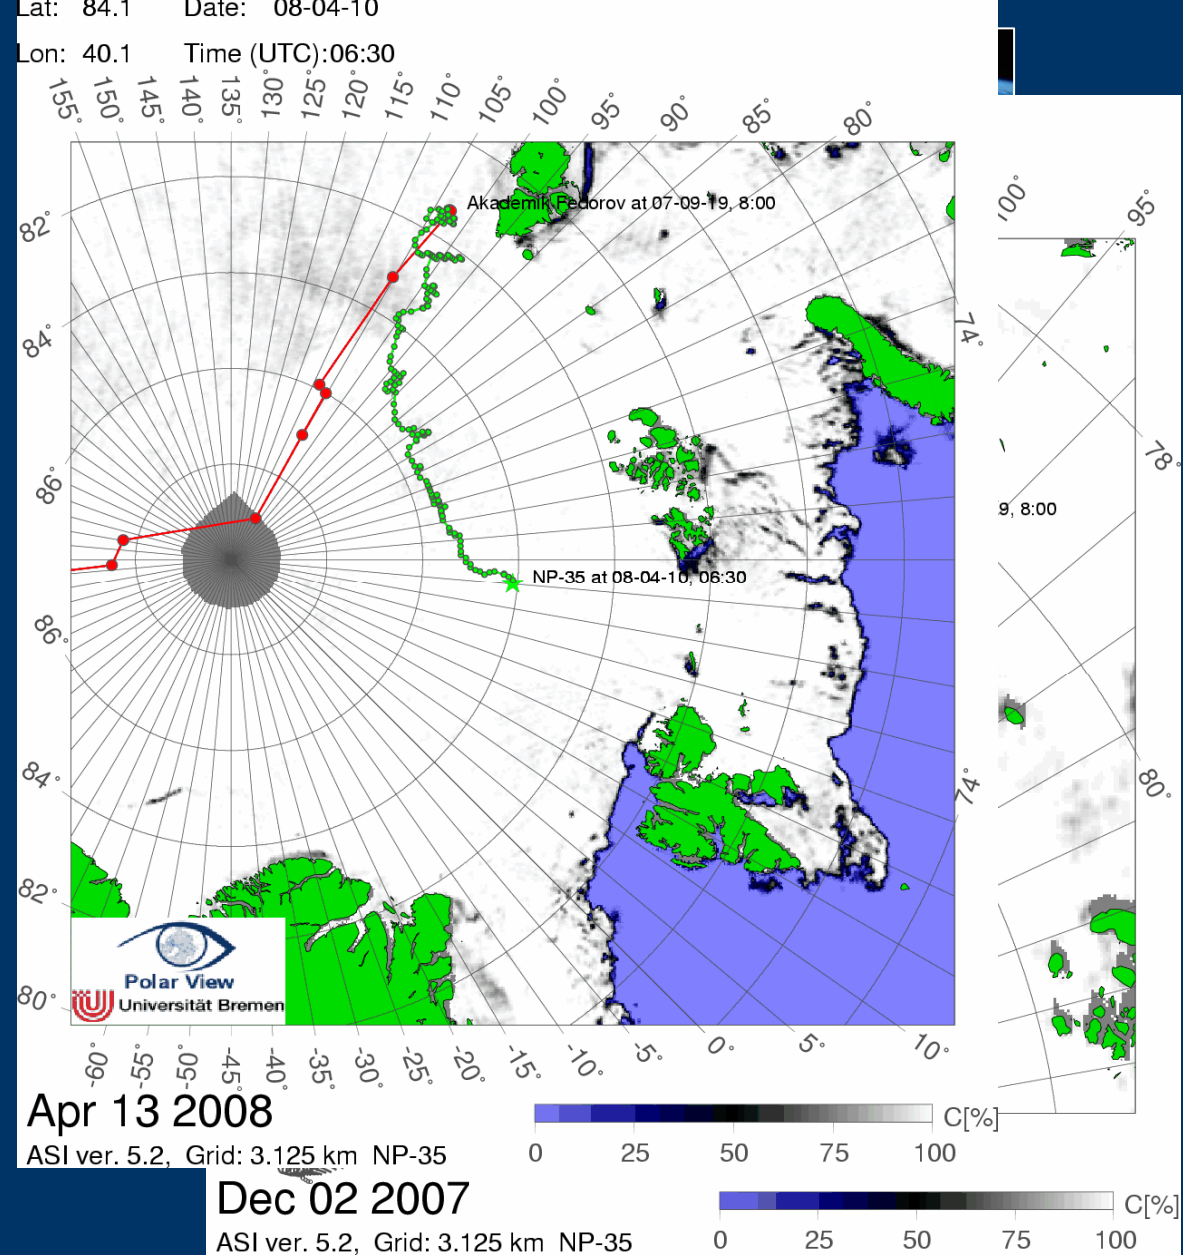 Lat: 84.1 Date: 08-04-10
Lon: 40.1 Time (UTC): 06:30
155° 150° 145° 140° 135° 130° 125° 120° 115° 110° 105° 100° 95° 90° 85° 80°
82°
84°
86°
86°
84°
82°
80°
74°
74°
Akademik Fedorov at 07-09-19, 8:00
NP-35 at 08-04-10, 06:30
100° 95°
78°
9, 8:00
80°
Polar View
Universität Bremen
-60° -55° -50° -45° -40° -35° -30° -25° -20° -15° -10° -5° 0° 5° 10°
Apr 13 2008
ASI ver. 5.2, Grid: 3.125 km NP-35
C[%]
0 25 50 75 100
Dec 02 2007
ASI ver. 5.2, Grid: 3.125 km NP-35
C[%]
0 25 50 75 100